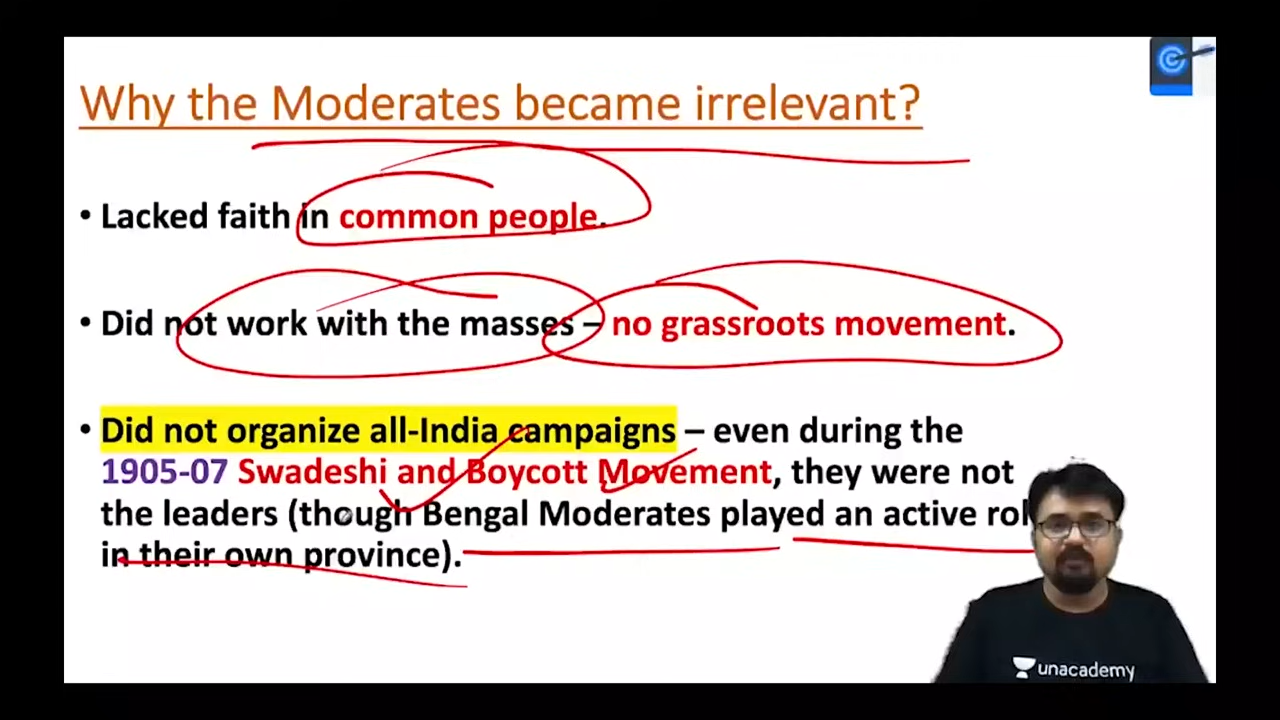 Why the Moderates became irrelevant?
• Lacked faith in common people.
• Did not work with the masses – no grassroots movement.
• Did not organize all-India campaigns – even during the
1905-07 Swadeshi and Boycott Movement, they were not
the leaders (though Bengal Moderates played an active rol
in their own province).
unacademy